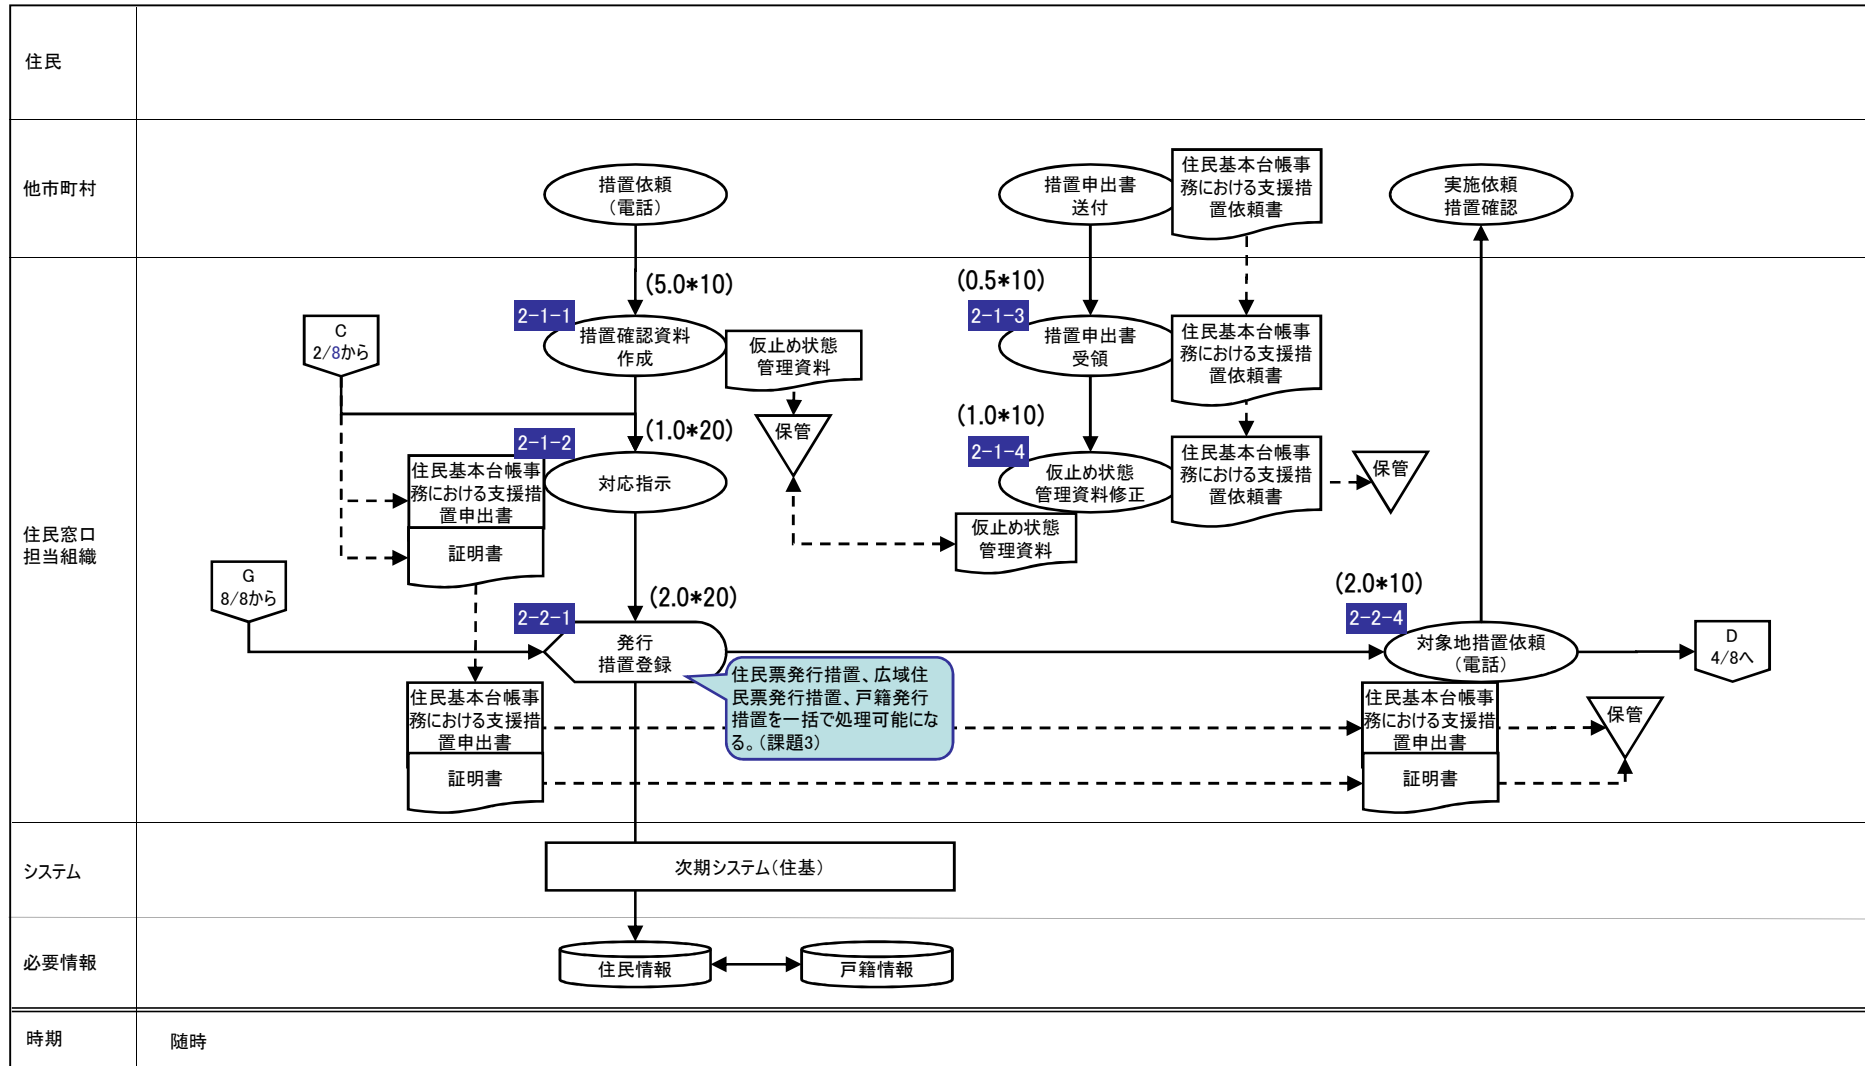 住民
他市町村
措置依頼
（電話）
措置申出書
送付
住民基本台帳事
務における支援措
置依頼書
実施依頼
措置確認
住民窓口
担当組織
(5.0*10)
2-1-1
措置確認資料
作成
仮止め状態
管理資料
C
2/8から
保管
(1.0*20)
2-1-2
対応指示
住民基本台帳事
務における支援措
置申出書
証明書
(0.5*10)
2-1-3
措置申出書
受領
住民基本台帳事
務における支援措
置依頼書
(1.0*10)
2-1-4
仮止め状態
管理資料修正
住民基本台帳事
務における支援措
置依頼書
保管
仮止め状態
管理資料
G
8/8から
(2.0*20)
2-2-1
発行
措置登録
住民票発行措置、広域住
民票発行措置、戸籍発行
措置を一括で処理可能にな
る。（課題3）
住民基本台帳事
務における支援措
置申出書
証明書
(2.0*10)
2-2-4
対象地措置依頼
（電話）
D
4/8へ
住民基本台帳事
務における支援措
置申出書
証明書
保管
システム
次期システム（住基）
必要情報
住民情報
戸籍情報
時期
随時